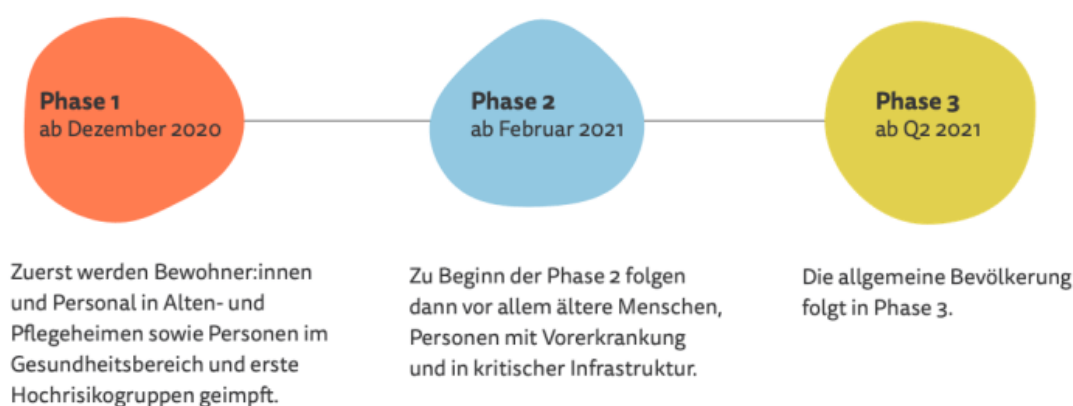 Phase 1
ab Dezember 2020
Zuerst werden Bewohner:innen
und Personal in Alten- und
Pflegeheimen sowie Personen im
Gesundheitsbereich und erste
Hochrisikogruppen geimpft.
Phase 2
ab Februar 2021
Zu Beginn der Phase 2 folgen
dann vor allem ältere Menschen,
Personen mit Vorerkrankung
und in kritischer Infrastruktur.
Phase 3
ab Q2 2021
Die allgemeine Bevölkerung
folgt in Phase 3.